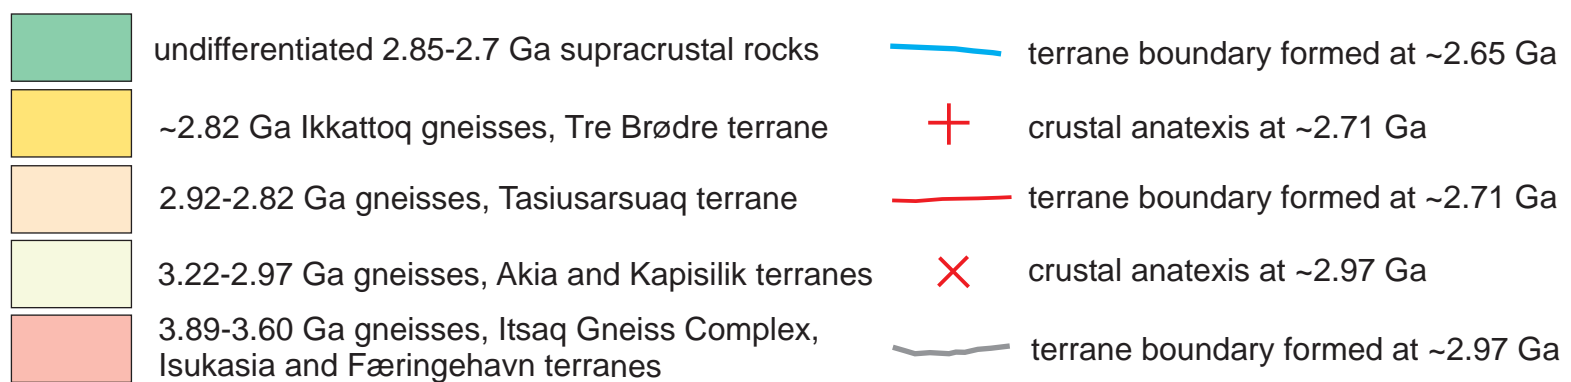 undifferentiated 2.85-2.7 Ga supracrustal rocks
~2.82 Ga Ikkattoq gneisses, Tre Brødre terrane
2.92-2.82 Ga gneisses, Tasiusarsuaq terrane
3.22-2.97 Ga gneisses, Akia and Kapisilik terranes
3.89-3.60 Ga gneisses, Itsaq Gneiss Complex,
Isukasia and Færingehavn terranes
terrane boundary formed at ~2.65 Ga
crustal anatexis at ~2.71 Ga
terrane boundary formed at ~2.71 Ga
crustal anatexis at ~2.97 Ga
terrane boundary formed at ~2.97 Ga